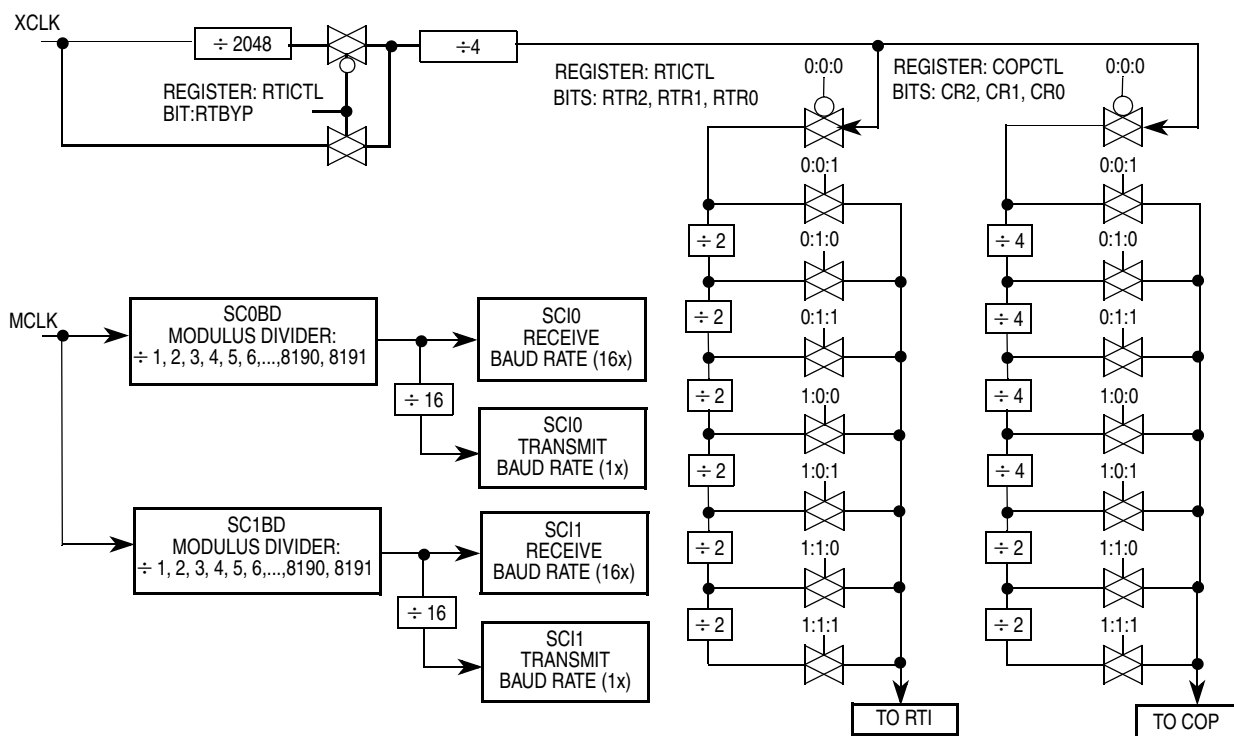 XCLK
÷ 2048
÷4
REGISTER: RTICTL
BIT:RTBYP
REGISTER: RTICTL
BITS: RTR2, RTR1, RTR0
0:0:0
REGISTER: COPCTL
BITS: CR2, CR1, CR0
0:0:0
0:0:1
÷ 2
0:1:0
÷ 2
0:1:1
÷ 2
1:0:0
÷ 2
1:0:1
÷ 2
1:1:0
÷ 2
1:1:1
TO RTI
0:0:1
÷ 4
0:1:0
÷ 4
0:1:1
÷ 4
1:0:0
÷ 4
1:0:1
÷ 2
1:1:0
÷ 2
1:1:1
TO COP
MCLK
SC0BD
MODULUS DIVIDER:
÷ 1, 2, 3, 4, 5, 6,...,8190, 8191
SCI0
RECEIVE
BAUD RATE (16x)
÷ 16
SCI0
TRANSMIT
BAUD RATE (1x)
SC1BD
MODULUS DIVIDER:
÷ 1, 2, 3, 4, 5, 6,...,8190, 8191
SCI1
RECEIVE
BAUD RATE (16x)
÷ 16
SCI1
TRANSMIT
BAUD RATE (1x)